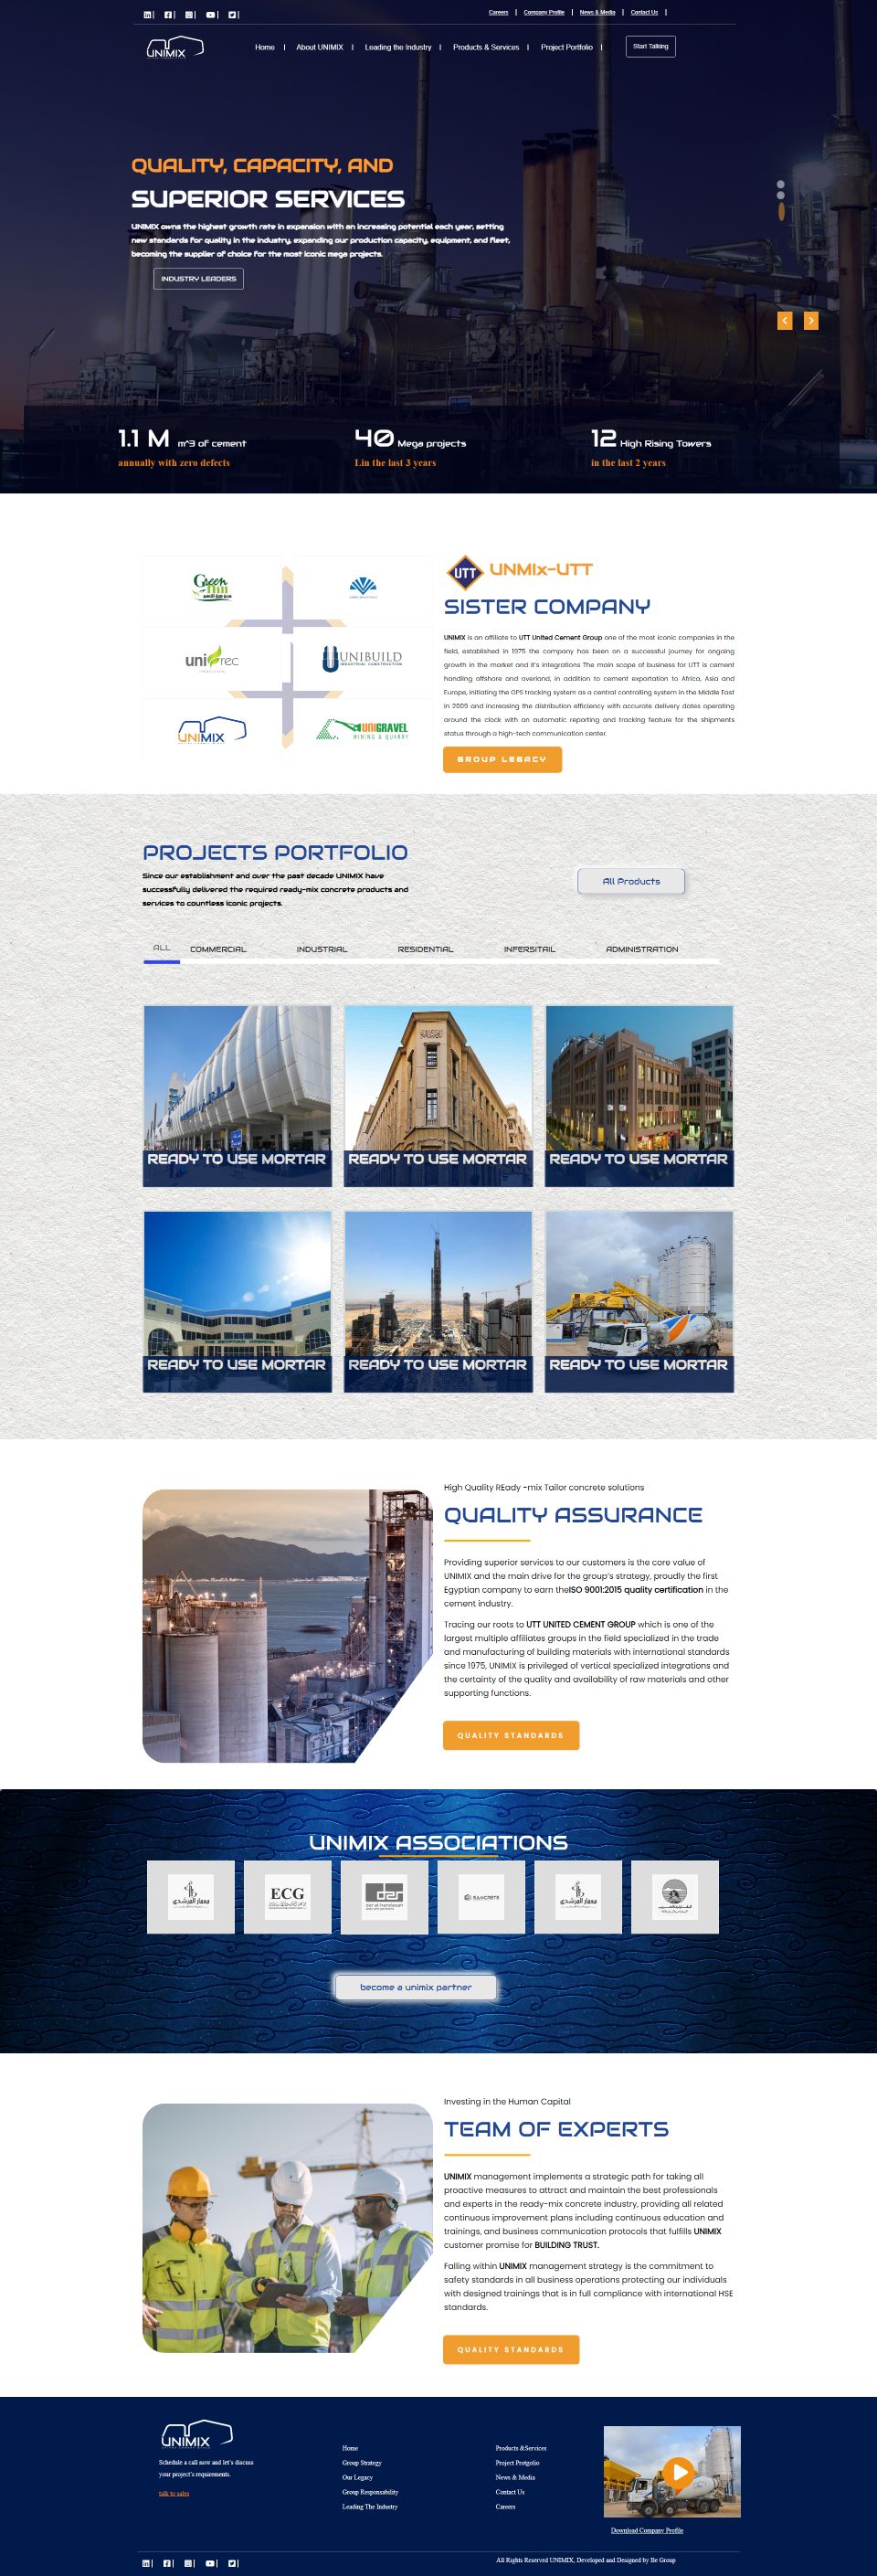 Careers | Company Profile | News & Media | Contact Us |
UNIMIX
Home | About UNIMIX | Leading the Industry | Products & Services | Project Portfolio |
Start Talking
QUALITY, CAPACITY, AND
SUPERIOR SERVICES
UNIMIX owns the highest growth rate in expansion with an increasing potential each year, setting
new standards for quality in the industry, expanding our production capacity, equipment, and fleet,
becoming the supplier of choice for the most iconic mega projects.
INDUSTRY LEADERS
1.1 M m^3 of cement
annually with zero defects
40 Mega projects
Lin the last 3 years
12 High Rising Towers
in the last 2 years
Green
unirec
UNIBUILD
INDUSTRIAL CONSTRUCTION
UNIMIX
UNIGRAVEL
MINING & QUARRY
UTT UNMIx-UTT
SISTER COMPANY
UNIMIX is an affiliate to UTT United Cement Group one of the most iconic companies in the
field, established in 1975 the company has been on a successful journey for ongoing
growth in the market and it's integrations The main scope of business for UTT is cement
handling offshore and overland, in addition to cement exportation to Africa, Asia and
Europe, initiating the GPS tracking system as a central controlling system in the Middle East
in 2009 and increasing the distribution efficiency with accurate delivery dates operating
around the clock with an automatic reporting and tracking feature for the shipments
status through a high-tech communication center.
GROUP LEGACY
PROJECTS PORTFOLIO
Since our establishment and over the past decade UNIMIX have
successfully delivered the required ready-mix concrete products and
services to countless iconic projects.
All Products
ALL
COMMERCIAL
INDUSTRIAL
RESIDENTIAL
INFERSITAIL
ADMINISTRATION
READY TO USE MORTAR
READY TO USE MORTAR
READY TO USE MORTAR
READY TO USE MORTAR
READY TO USE MORTAR
READY TO USE MORTAR
High Quality REady -mix Tailor concrete solutions
QUALITY ASSURANCE
Providing superior services to our customers is the core value of
UNIMIX and the main drive for the group's strategy, proudly the first
Egyptian company to earn theISO 9001:2015 quality certification in the
cement industry.
Tracing our roots to UTT UNITED CEMENT GROUP which is one of the
largest multiple affiliates groups in the field specialized in the trade
and manufacturing of building materials with international standards
since 1975, UNIMIX is privileged of vertical specialized integrations and
the certainty of the quality and availability of raw materials and other
supporting functions.
QUALITY STANDARDS
UNIMIX ASSOCIATIONS
معمار المرشدي
ECG
dar
dar al-handasah
SAMCRETE
معمار المرشدي
become a unimix partner
Investing in the Human Capital
TEAM OF EXPERTS
UNIMIX management implements a strategic path for taking all
proactive measures to attract and maintain the best professionals
and experts in the ready-mix concrete industry, providing all related
continuous improvement plans including continuous education and
trainings, and business communication protocols that fulfills UNIMIX
customer promise for BUILDING TRUST.
Falling within UNIMIX management strategy is the commitment to
safety standards in all business operations protecting our individuals
with designed trainings that is in full compliance with international HSE
standards.
QUALITY STANDARDS
UNIMIX
Schedule a call now and let's discuss
your project's requirements.
talk to sales
Home
Group Strategy
Our Legacy
Group Responsability
Leading The Industry
Products &Services
Project Protgolio
News & Media
Contact Us
Careers
Download Company Profile
All Rights Reserved UNIMIX, Developed and Designed by Be Group